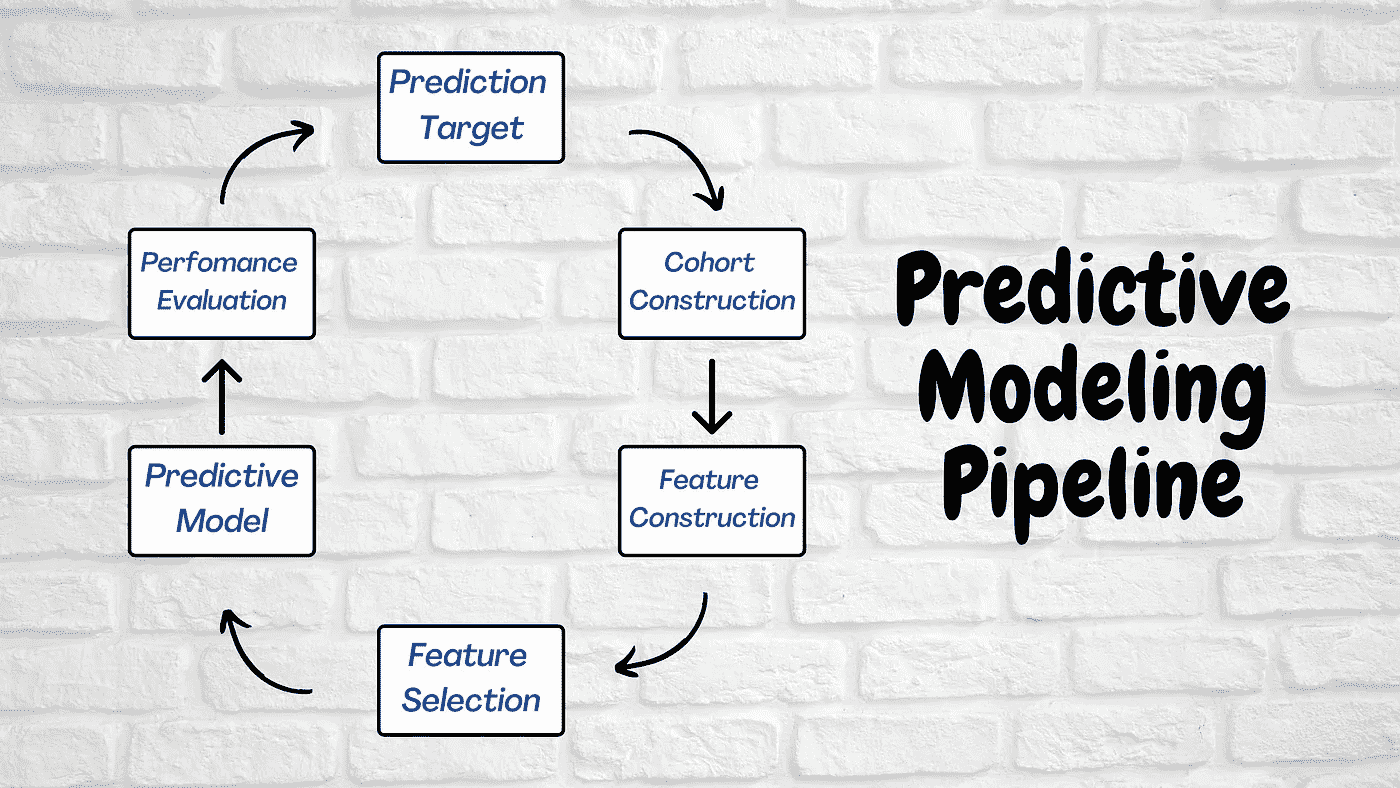 Prediction
Target
Cohort
Construction
Feature
Construction
Feature
Selection
Predictive
Model
Perfomance
Evaluation
Predictive
Modeling
Pipeline